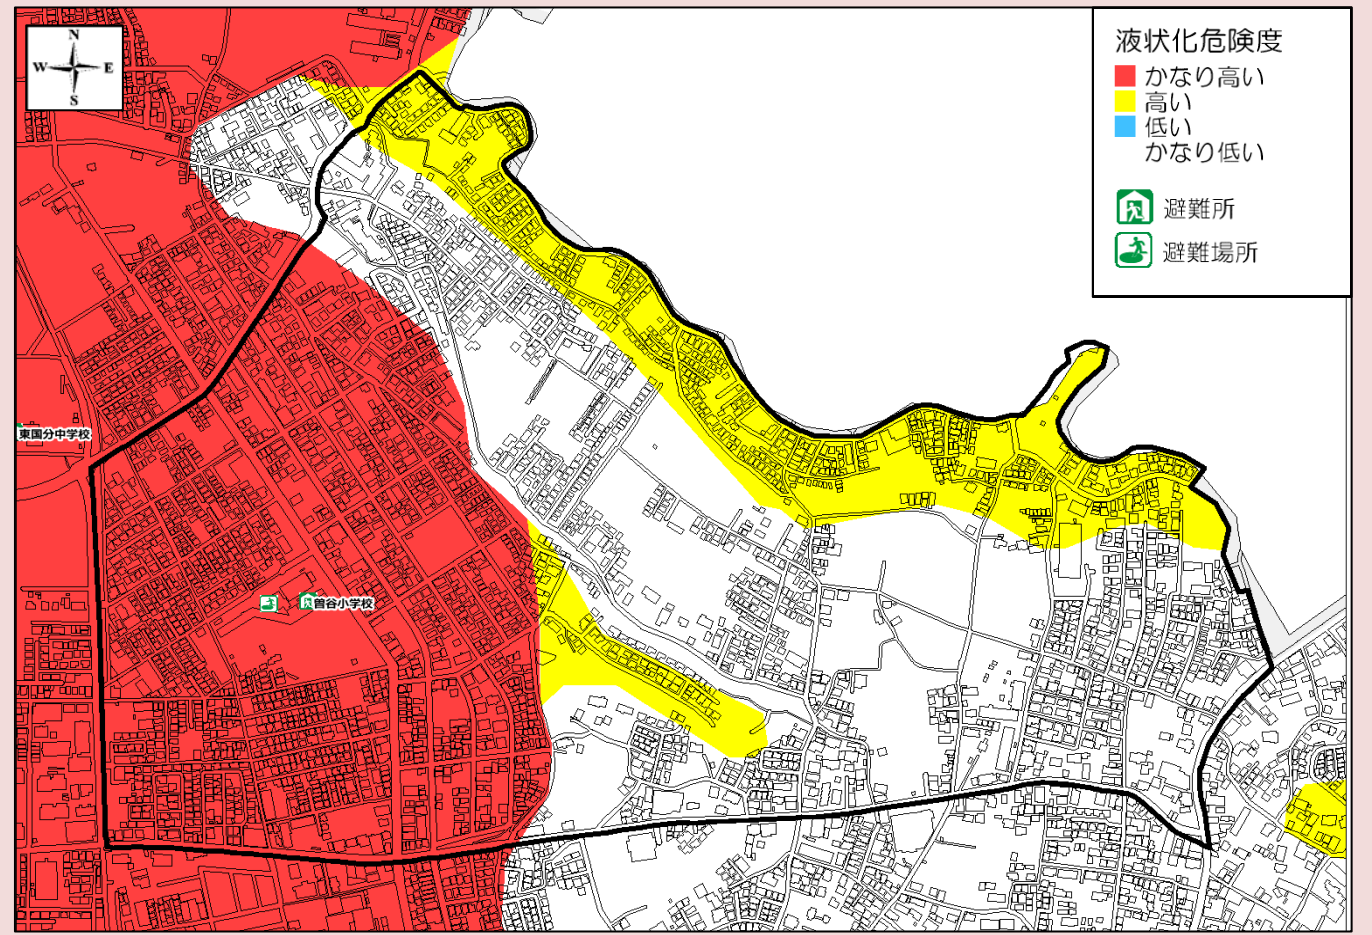 N
W E
S
液状化危険度
かなり高い
高い
低い
かなり低い
避難所
避難場所
東国分中学校
曽谷小学校